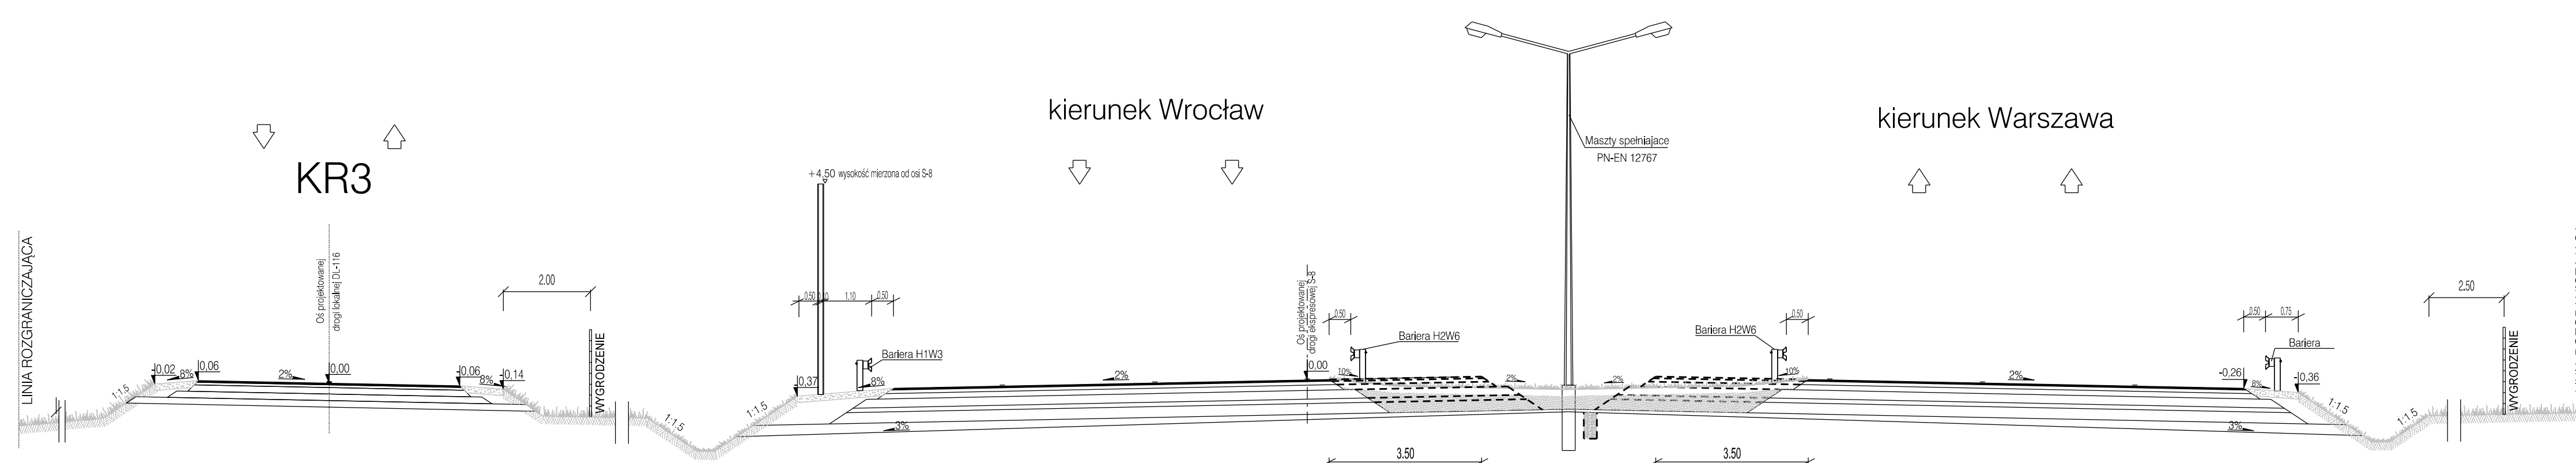 kierunek Wrocław
kierunek Warszawa
KR3
Maszty spełniajace
PN-EN 12767
+4,50 wysokość mierzona od osi S-8
LINIA ROZGRANICZAJĄCA
Oś projektowanej
drogi lokalnej DL-116
2.00
WYGRODZENIE
0.50
1.10
0.50
Bariera H1W3
Oś projektowanej
drogi ekspresowej S-8
0.50
Bariera H2W6
0.50
Bariera H2W6
0.50
0.75
Bariera
2.50
WYGRODZENIE
1:1.5
-0,02
8%
0,06
2%
0,00
-0,06
8%
-0,14
1:1.5
1:1.5
-0,37
8%
2%
0,00
10%
2%
2%
10%
2%
-0,26
8%
-0,36
1:1.5
1:1.5
3%
3%
3.50
3.50